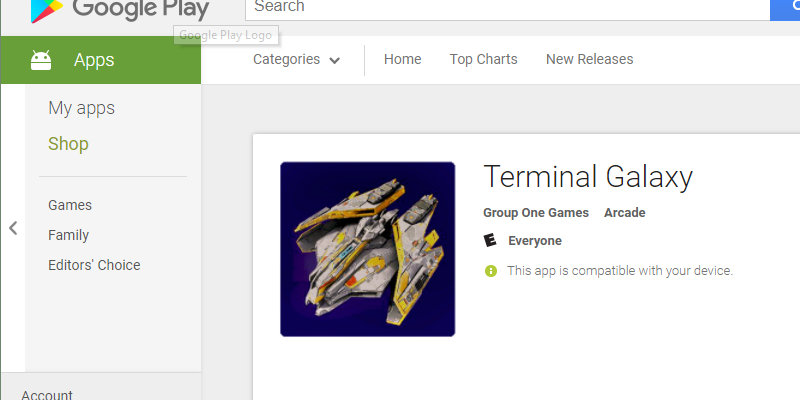 Google Play
Search
Google Play Logo
Apps
Categories
Home
Top Charts
New Releases
My apps
Shop
Games
Family
Editors' Choice
Account
Terminal Galaxy
Group One Games Arcade
E Everyone
This app is compatible with your device.